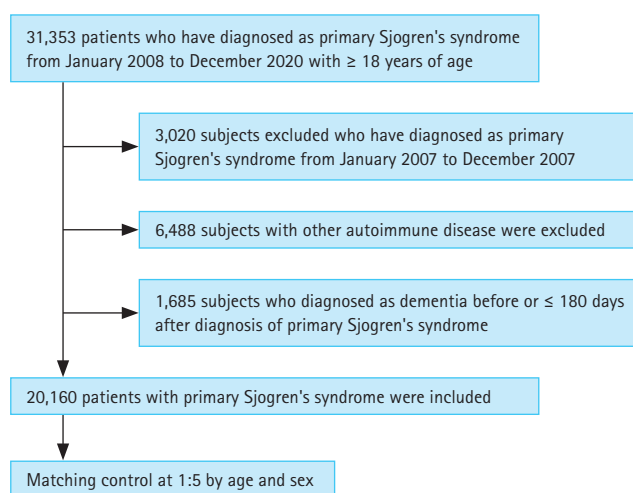 31,353 patients who have diagnosed as primary Sjogren's syndrome
from January 2008 to December 2020 with ≥ 18 years of age
3,020 subjects excluded who have diagnosed as primary
Sjogren's syndrome from January 2007 to December 2007
6,488 subjects with other autoimmune disease were excluded
1,685 subjects who diagnosed as dementia before or ≤ 180 days
after diagnosis of primary Sjogren's syndrome
20,160 patients with primary Sjogren's syndrome were included
Matching control at 1:5 by age and sex